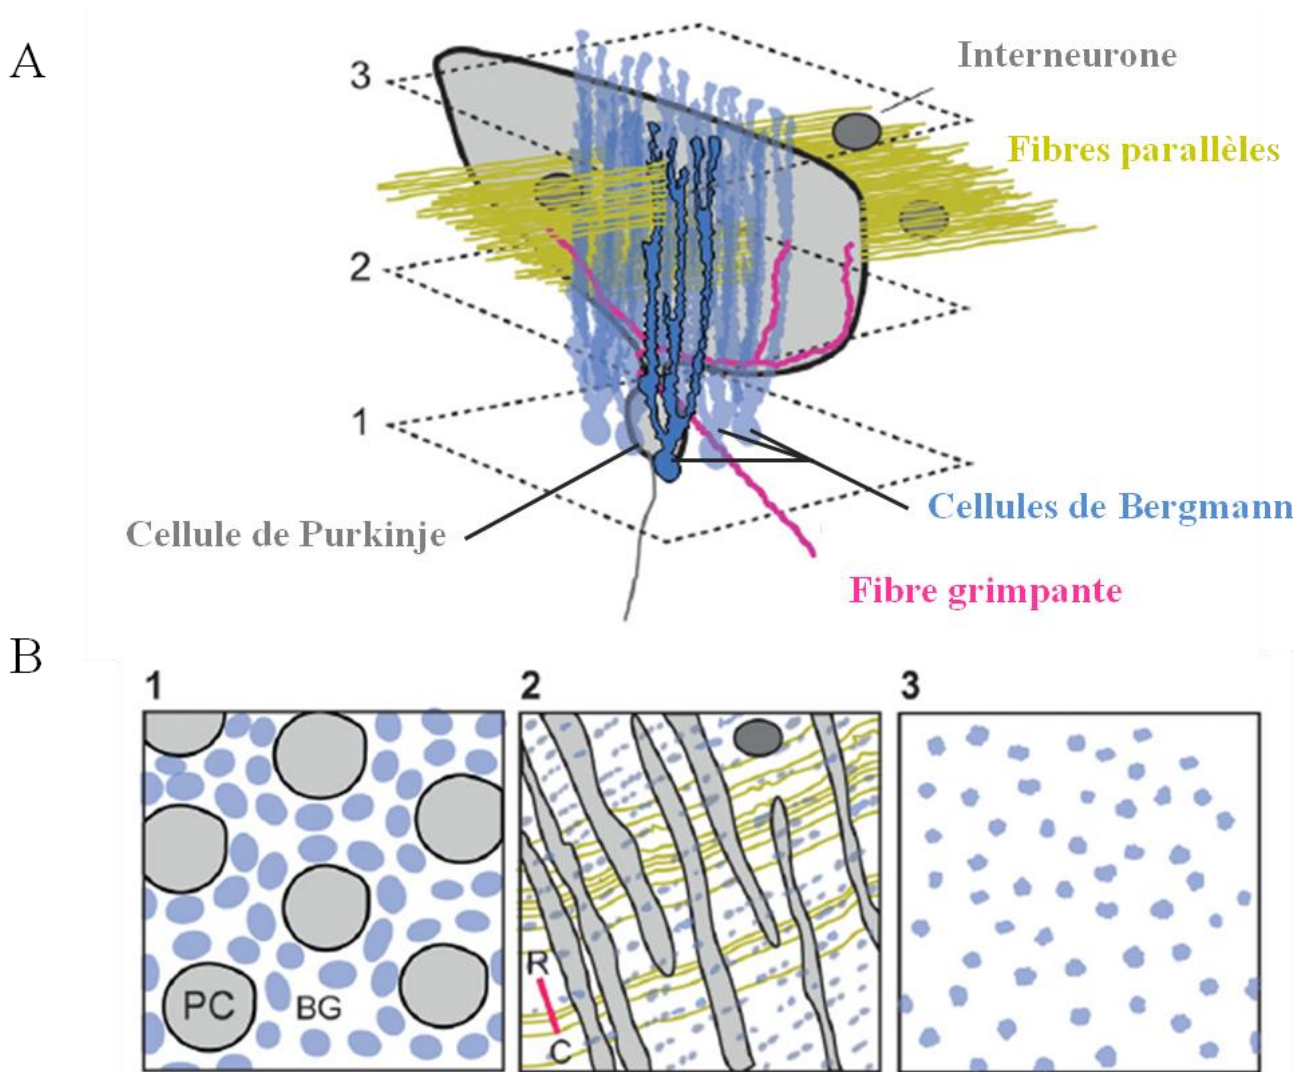 A
3
Interneurone
Fibres parallèles
2
1
Cellules de Bergmann
Cellule de Purkinje
Fibre grimpante
B
1
2
3
R
C
PC
BG